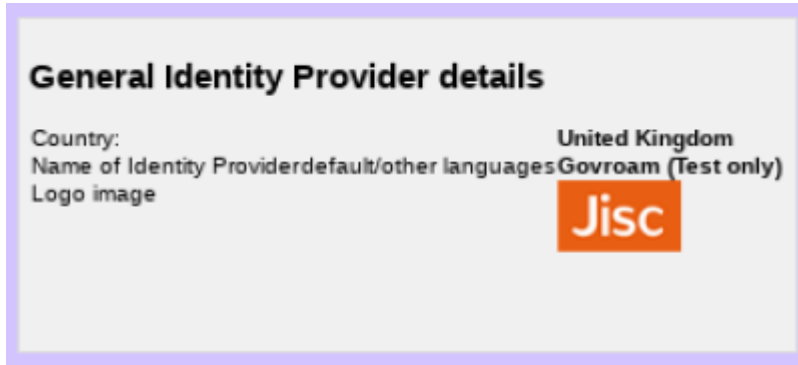 General Identity Provider details
Country: United Kingdom
Name of Identity Providerdefault/other languages Govroam (Test only)
Logo image
Jisc